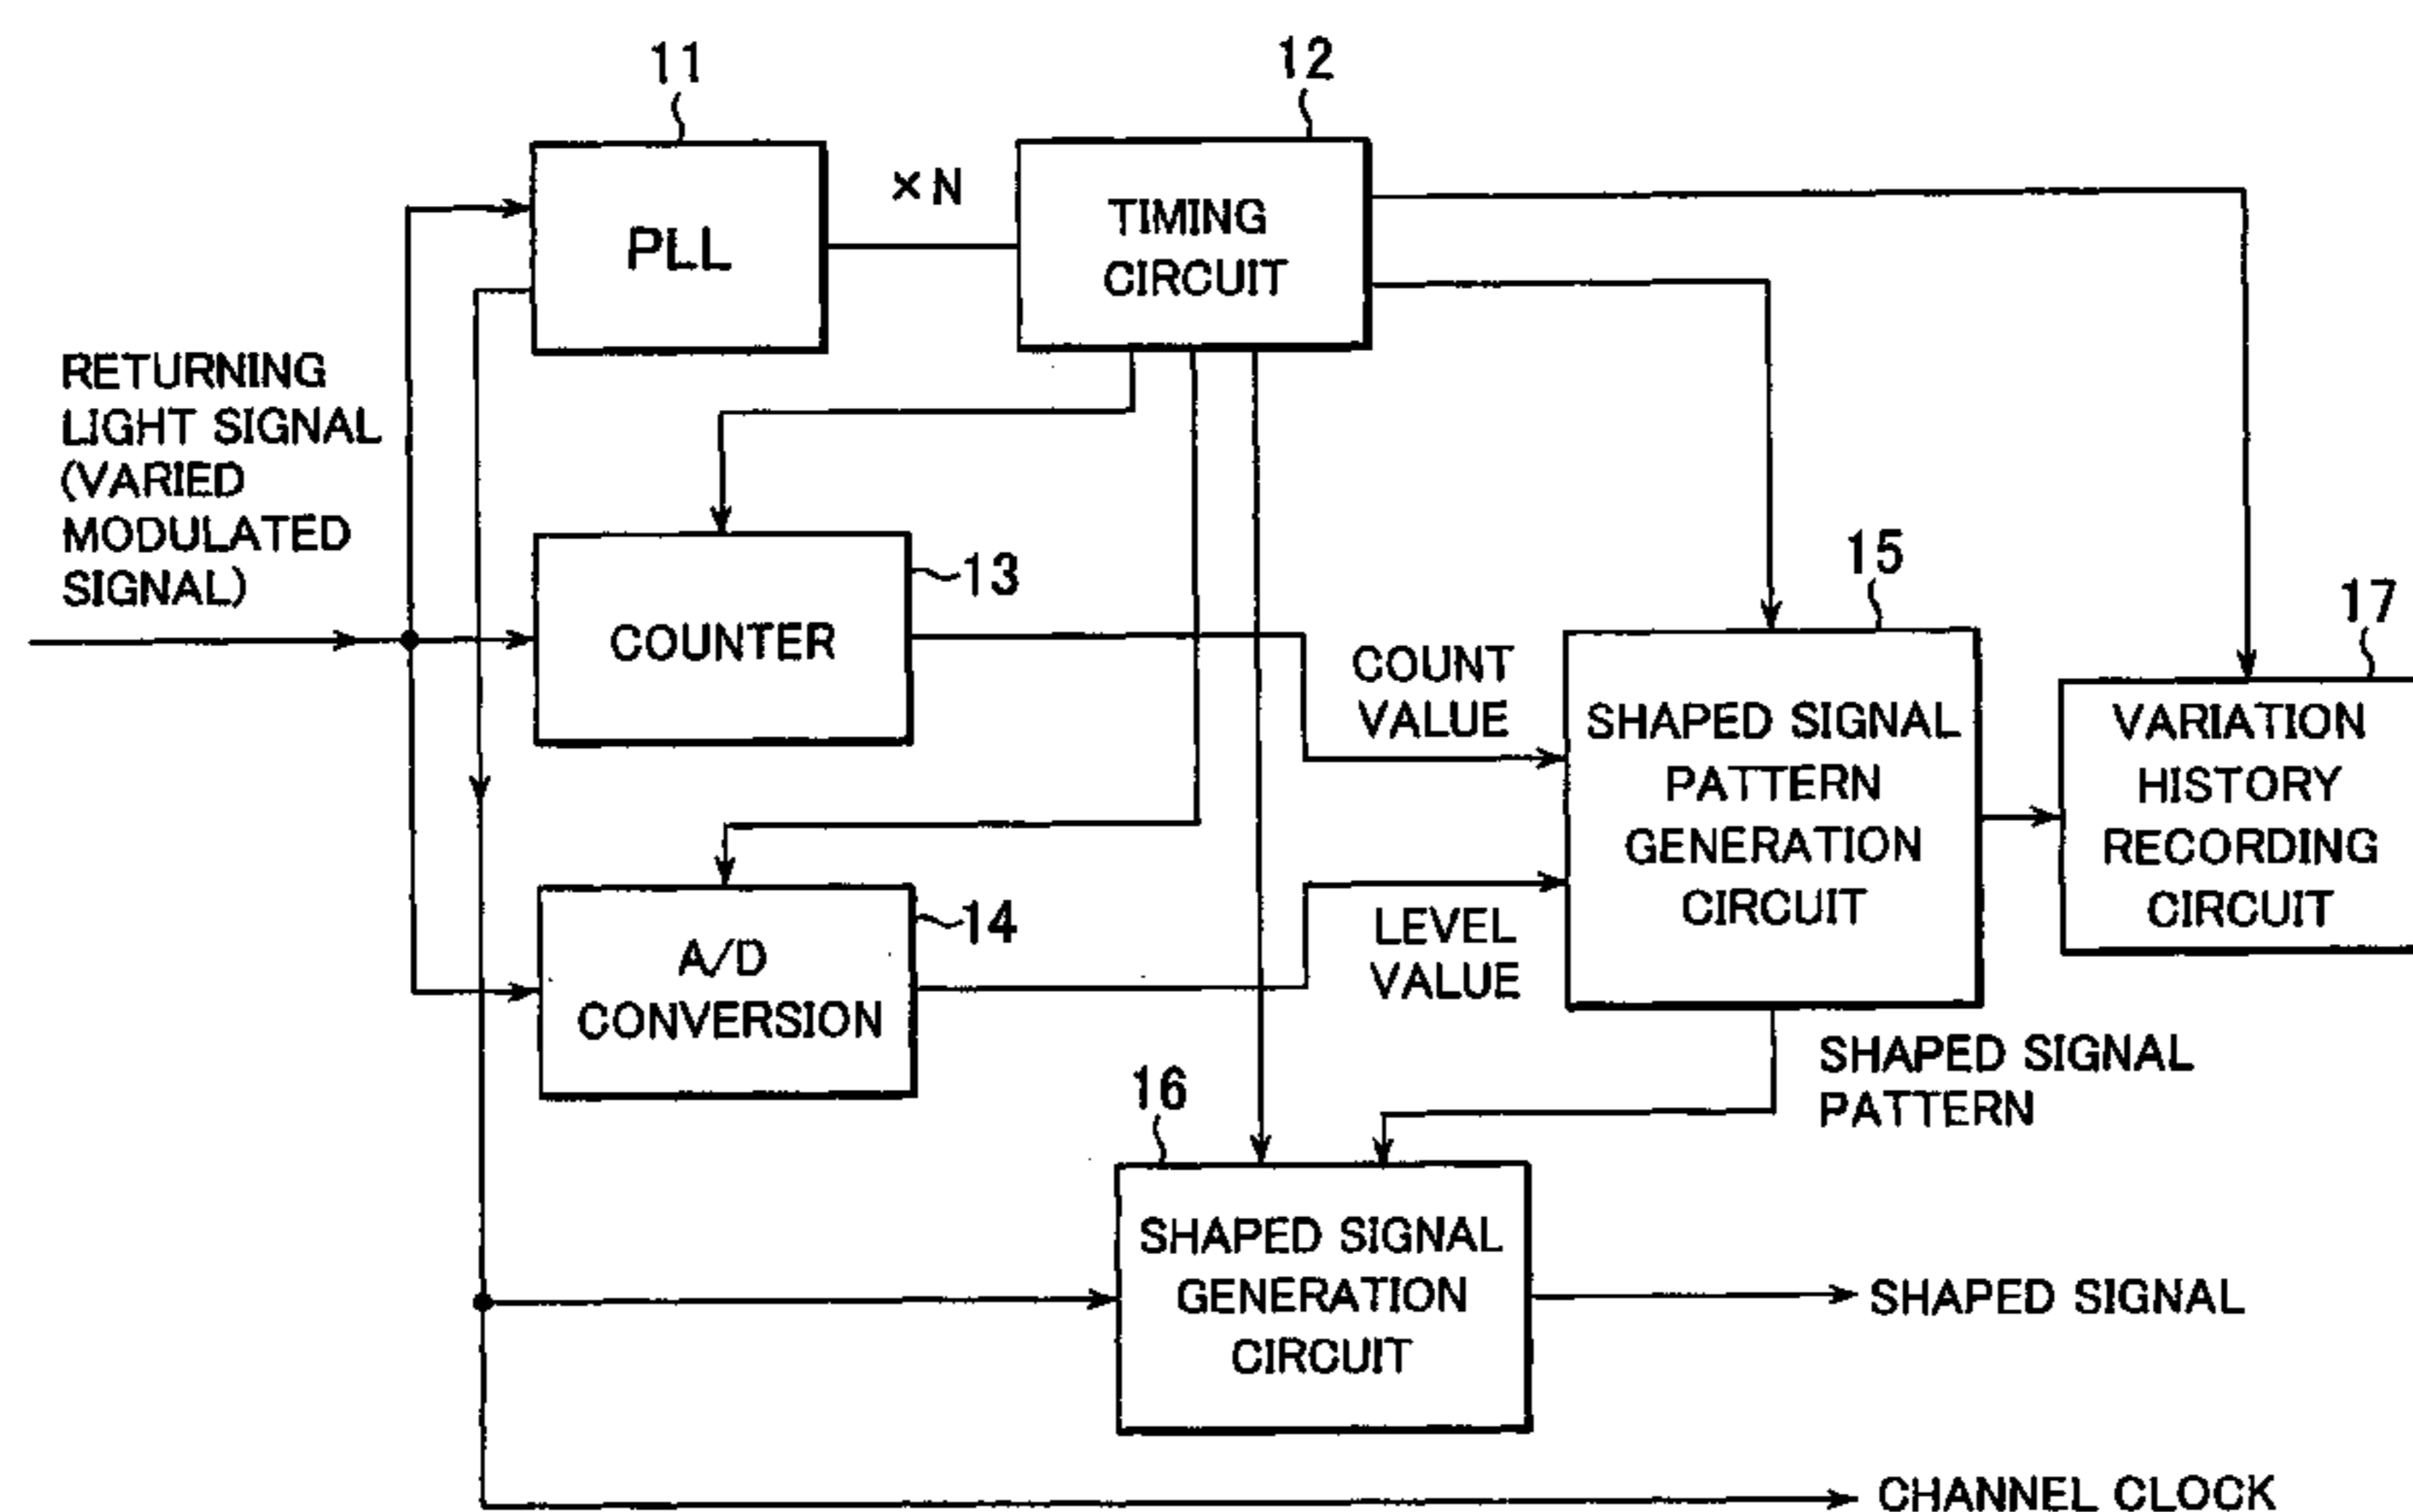 11
12
PLL
×N
TIMING
CIRCUIT
RETURNING
LIGHT SIGNAL
(VARIED
MODULATED
SIGNAL)
13
COUNTER
COUNT
VALUE
15
SHAPED SIGNAL
PATTERN
GENERATION
CIRCUIT
17
VARIATION
HISTORY
RECORDING
CIRCUIT
14
A/D
CONVERSION
LEVEL
VALUE
SHAPED SIGNAL
PATTERN
16
SHAPED SIGNAL
GENERATION
CIRCUIT
SHAPED SIGNAL
CHANNEL CLOCK